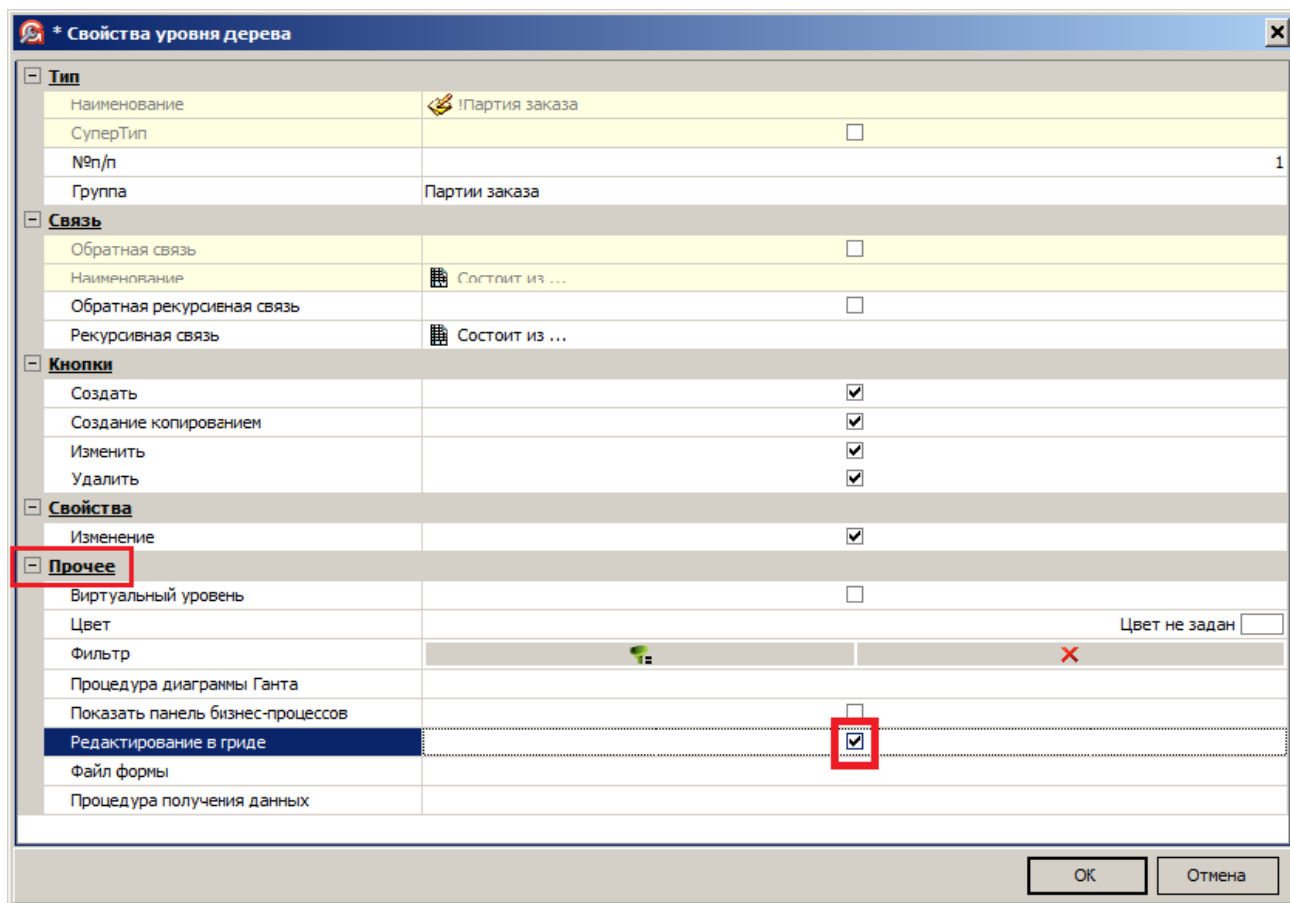 * Свойства уровня дерева
Тип
Наименование !Партия заказа
СуперТип
№п/п 1
Группа Партии заказа
Связь
Обратная связь
Наименование Состоит из ...
Обратная рекурсивная связь
Рекурсивная связь Состоит из ...
Кнопки
Создать
Создание копированием
Изменить
Удалить
Свойства
Изменение
Прочее
Виртуальный уровень
Цвет Цвет не задан
Фильтр
Процедура диаграммы Ганта
Показать панель бизнес-процессов
Редактирование в гриде
Файл формы
Процедура получения данных
ОК Отмена